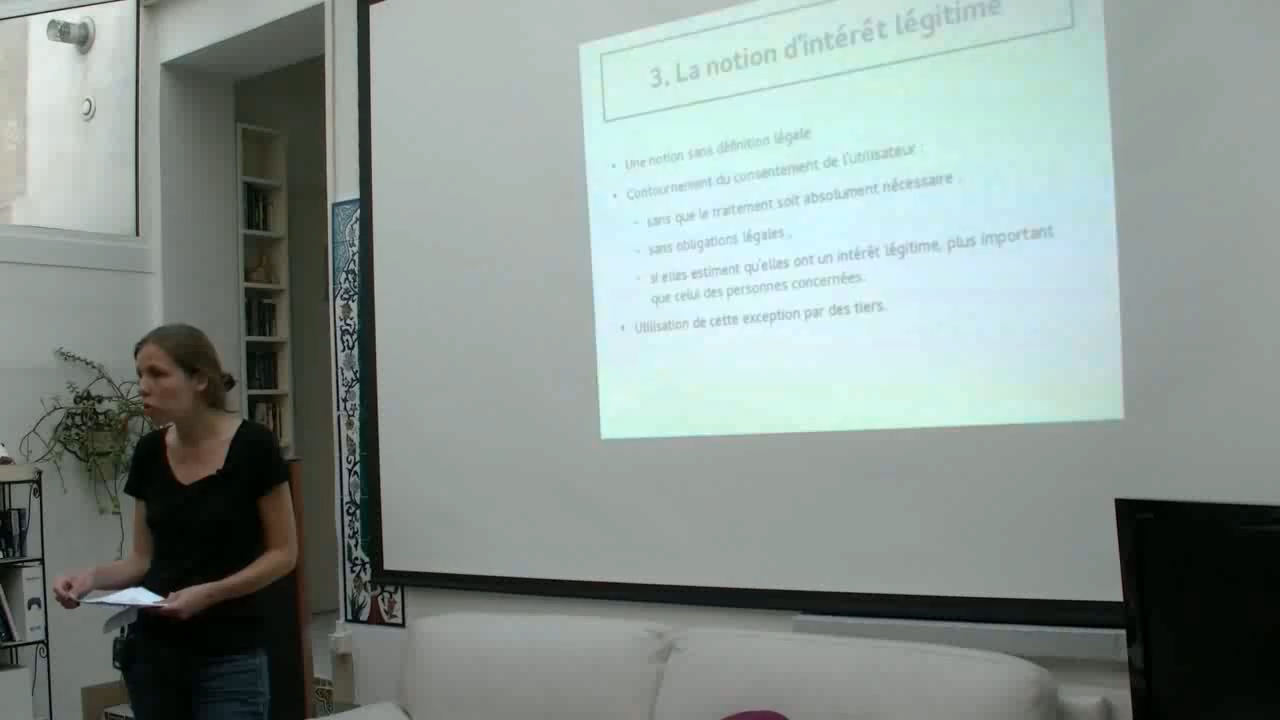 3. La notion d'intérêt légitime
• Une notion sans définition légale
• Contournement du consentement de l'utilisateur :
- sans que le traitement soit absolument nécessaire ,
- sans obligations légales ,
- si elles estiment qu'elles ont un intérêt légitime, plus important
que celui des personnes concernées.
• Utilisation de cette exception par des tiers.